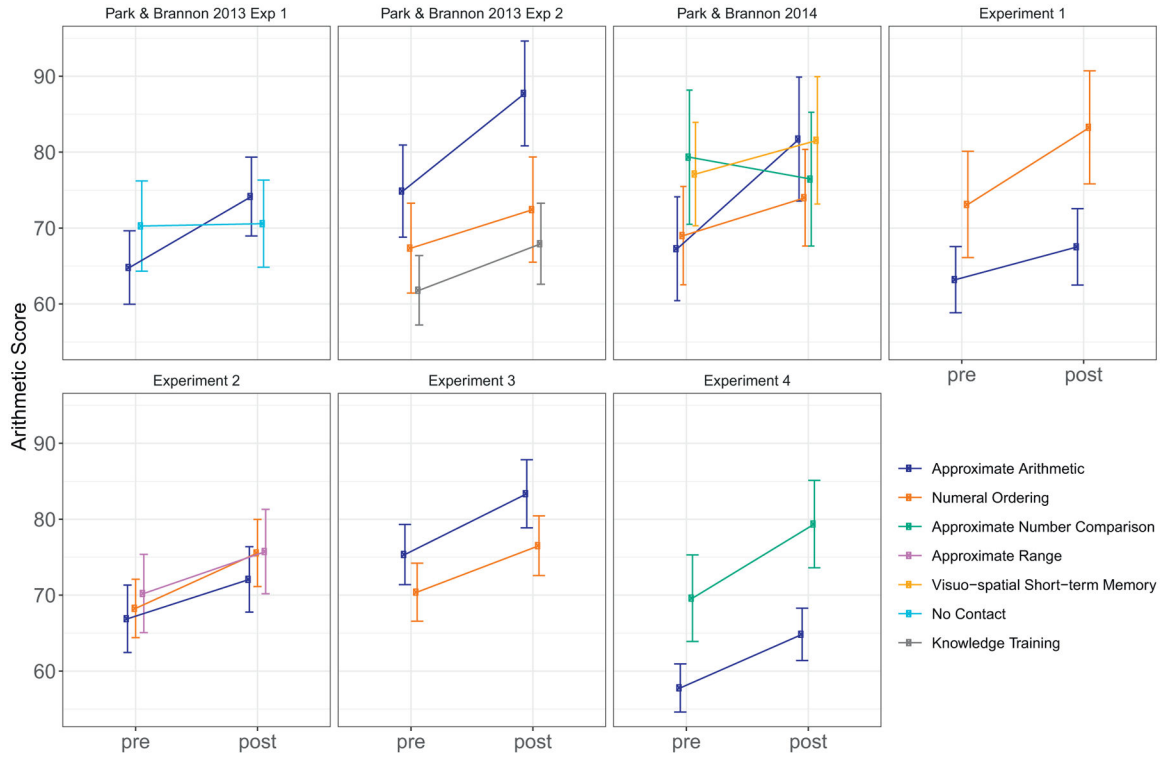 Park & Brannon 2013 Exp 1
Park & Brannon 2013 Exp 2
Park & Brannon 2014
Experiment 1
90
80
70
60
pre
post
Arithmetic Score
Experiment 2
Experiment 3
Experiment 4
90
80
70
60
pre
post
pre
post
pre
post
Approximate Arithmetic
Numeral Ordering
Approximate Number Comparison
Approximate Range
Visuo−spatial Short−term Memory
No Contact
Knowledge Training